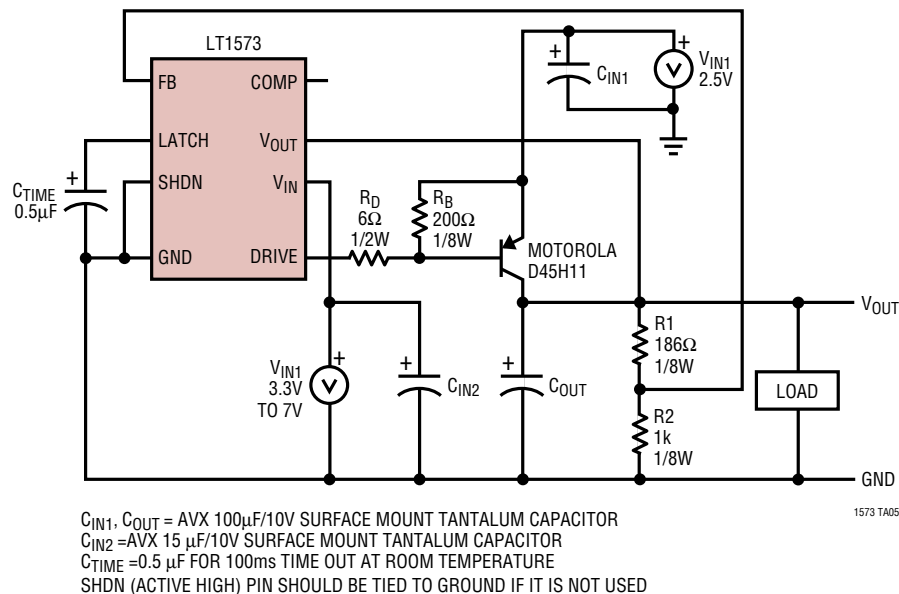 LT1573
FB
COMP
LATCH
VOUT
SHDN
VIN
GND
DRIVE
CTIME
0.5µF
+
RD
6Ω
1/2W
RB
200Ω
1/8W
MOTOROLA
D45H11
+
CIN1
+
V
VIN1
2.5V
VIN1
3.3V
TO 7V
+
V
+
CIN2
+
COUT
R1
186Ω
1/8W
R2
1k
1/8W
LOAD
VOUT
GND
1573 TA05
CIN1, COUT = AVX 100µF/10V SURFACE MOUNT TANTALUM CAPACITOR
CIN2 =AVX 15 µF/10V SURFACE MOUNT TANTALUM CAPACITOR
CTIME =0.5 µF FOR 100ms TIME OUT AT ROOM TEMPERATURE
SHDN (ACTIVE HIGH) PIN SHOULD BE TIED TO GROUND IF IT IS NOT USED